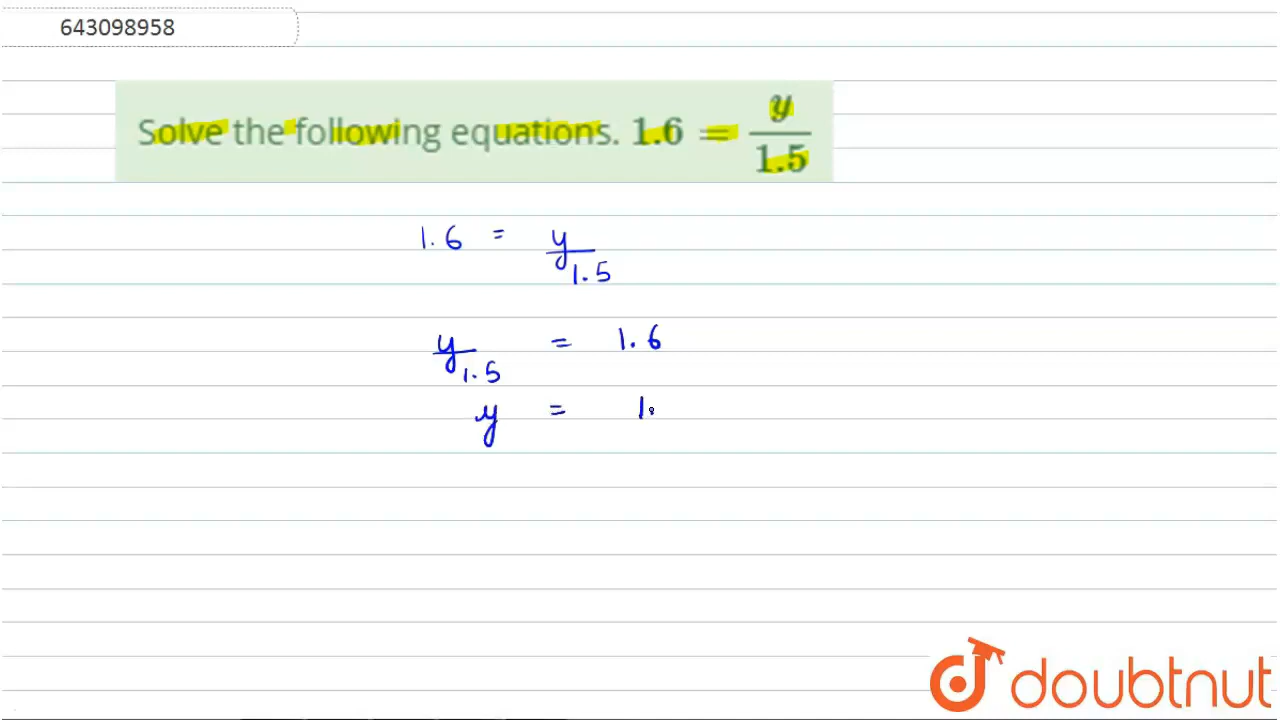 643098958
Solve the following equations. 1.6 = y/1.5
1.6 = y/1.5
y/1.5 = 1.6
y = 1.
doubtnut